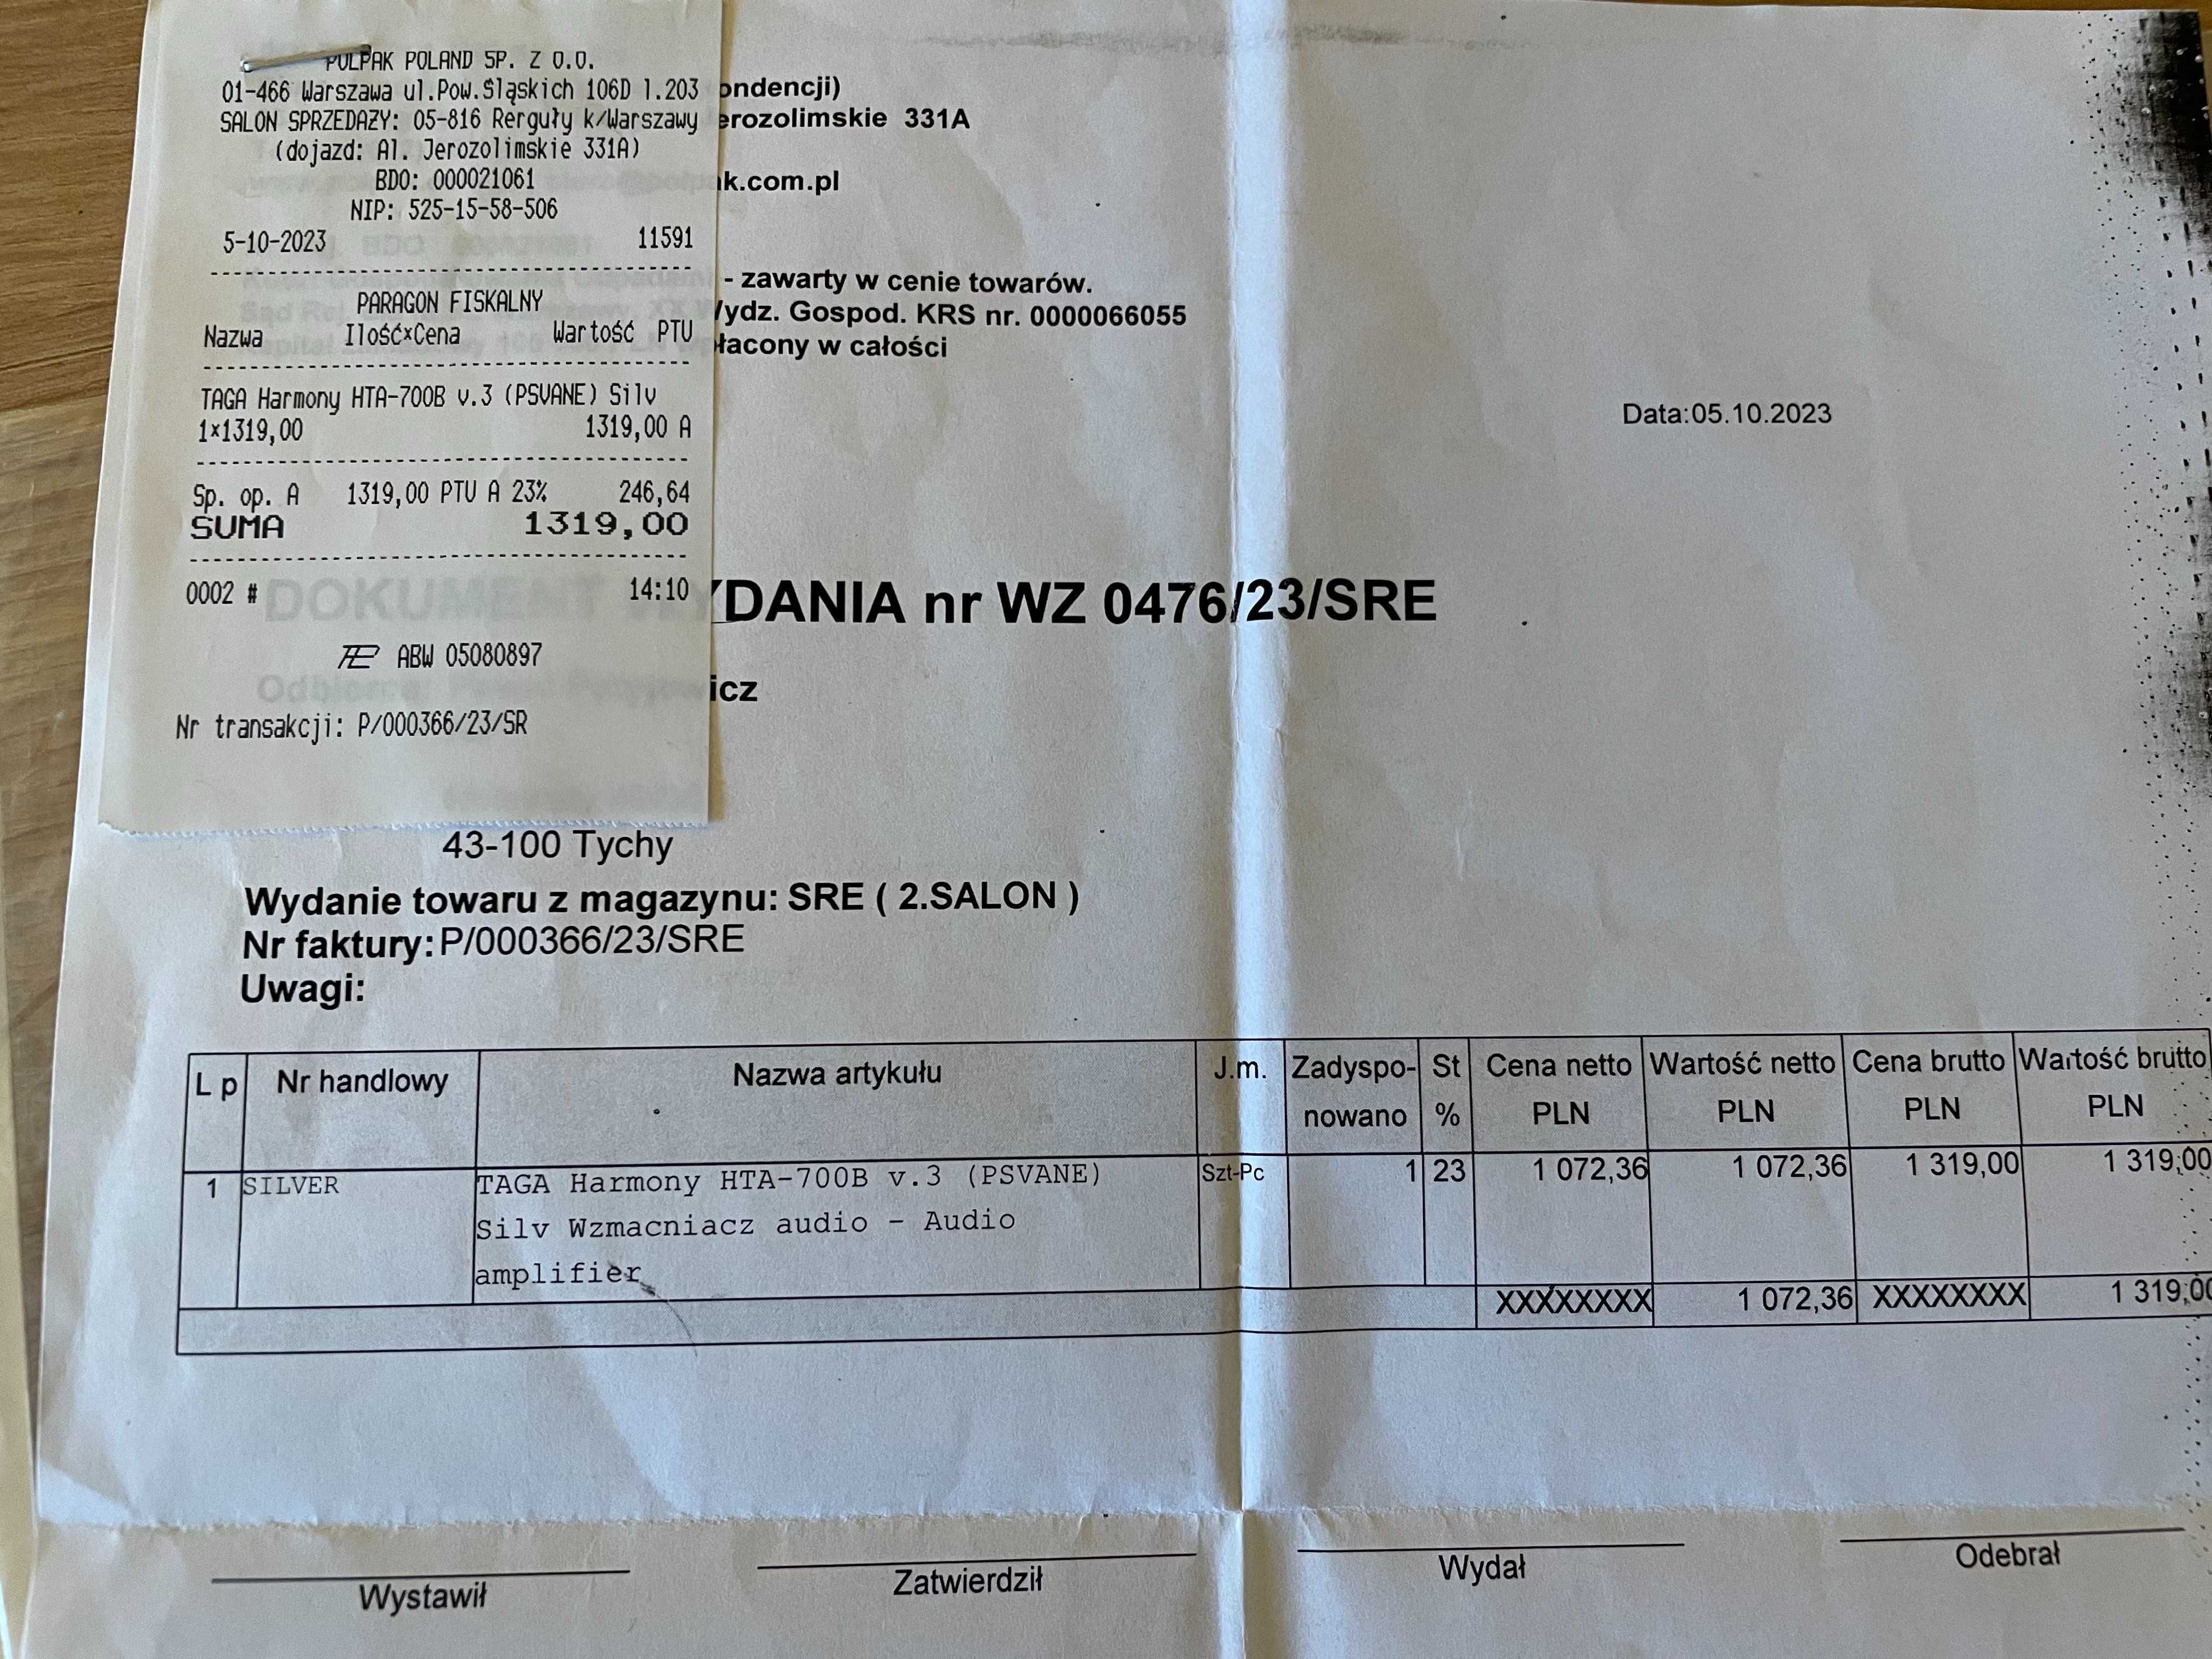 POLPAK POLAND SP. Z O.O.
01-466 Warszawa ul.Pow.Śląskich 106D l.203
SALON SPRZEDAŻY: 05-816 Rerguły k/Warszawy
(dojazd: Al. Jerozolimskie 331A)
BDO: 000021061
NIP: 525-15-58-506
5-10-2023 11591
PARAGON FISKALNY
Nazwa Ilość×Cena Wartość PTU
TAGA Harmony HTA-700B v.3 (PSVANE) Silv
1×1319,00 1319,00 A
Sp. op. A 1319,00 PTU A 23% 246,64
SUMA 1319,00
0002 # 14:10
ABW 05080897
Nr transakcji: P/000366/23/SR
ondencji)
erozolimskie 331A
k.com.pl
- zawarty w cenie towarów.
ydz. Gospod. KRS nr. 0000066055
łacony w całości
Data:05.10.2023
DOKUMENT WYDANIA nr WZ 0476/23/SRE
Odbiorca: icz
43-100 Tychy
Wydanie towaru z magazynu: SRE ( 2.SALON )
Nr faktury: P/000366/23/SRE
Uwagi:
L p Nr handlowy Nazwa artykułu J.m. Zadyspo- St Cena netto Wartość netto Cena brutto Wartość brutto
nowano % PLN PLN PLN PLN
1 SILVER TAGA Harmony HTA-700B v.3 (PSVANE) Szt-Pc 1 23 1 072,36 1 072,36 1 319,00 1 319,00
Silv Wzmacniacz audio - Audio
amplifier
XXXXXXXX 1 072,36 XXXXXXXX 1 319,00
Wystawił Zatwierdził Wydał Odebrał